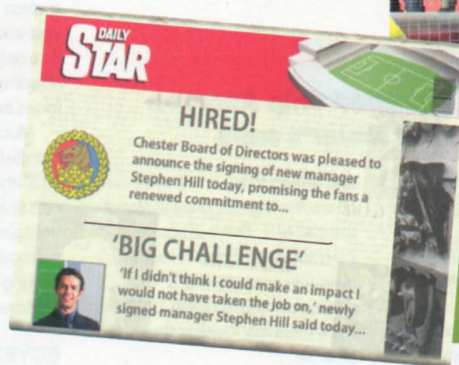 DAILY
STAR
HIRED!
Chester Board of Directors was pleased to
announce the signing of new manager
Stephen Hill today, promising the fans a
renewed commitment to...
'BIG CHALLENGE'
'If I didn't think I could make an impact I
would not have taken the job on,' newly
signed manager Stephen Hill said today...